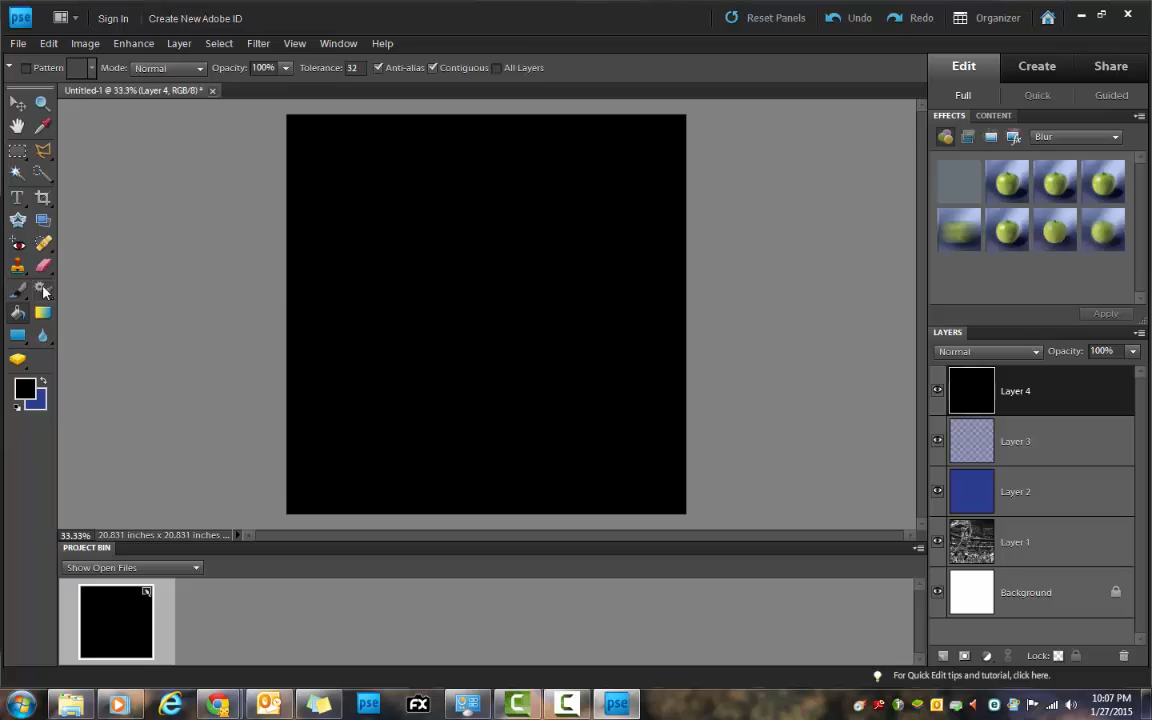 pse Sign In Create New Adobe ID Reset Panels Undo Redo Organizer
File Edit Image Enhance Layer Select Filter View Window Help
Pattern Mode: Normal Opacity: 100% Tolerance: 32 Anti-alias Contiguous All Layers
Edit Create Share
Untitled-1 @ 33.3% (Layer 4, RGB/8) *
Full Quick Guided
EFFECTS CONTENT
Blur
T
Apply
LAYERS
Normal Opacity: 100%
Layer 4
Layer 3
Layer 2
Layer 1
Background
33.33% 20.831 inches x 20.831 inches ...
PROJECT BIN
Show Open Files
Lock:
For Quick Edit tips and tutorial, click here.
pse FX pse
10:07 PM
1/27/2015